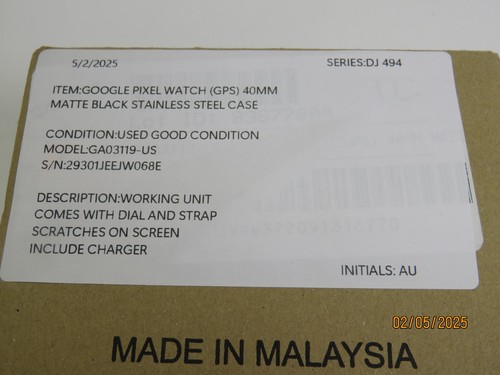 5/2/2025 SERIES:DJ 494
ITEM:GOOGLE PIXEL WATCH (GPS) 40MM
MATTE BLACK STAINLESS STEEL CASE
CONDITION:USED GOOD CONDITION
MODEL:GA03119-US
S/N:29301JEEJW068E
DESCRIPTION:WORKING UNIT
COMES WITH DIAL AND STRAP
SCRATCHES ON SCREEN
INCLUDE CHARGER
INITIALS: AU
02/05/2025
MADE IN MALAYSIA